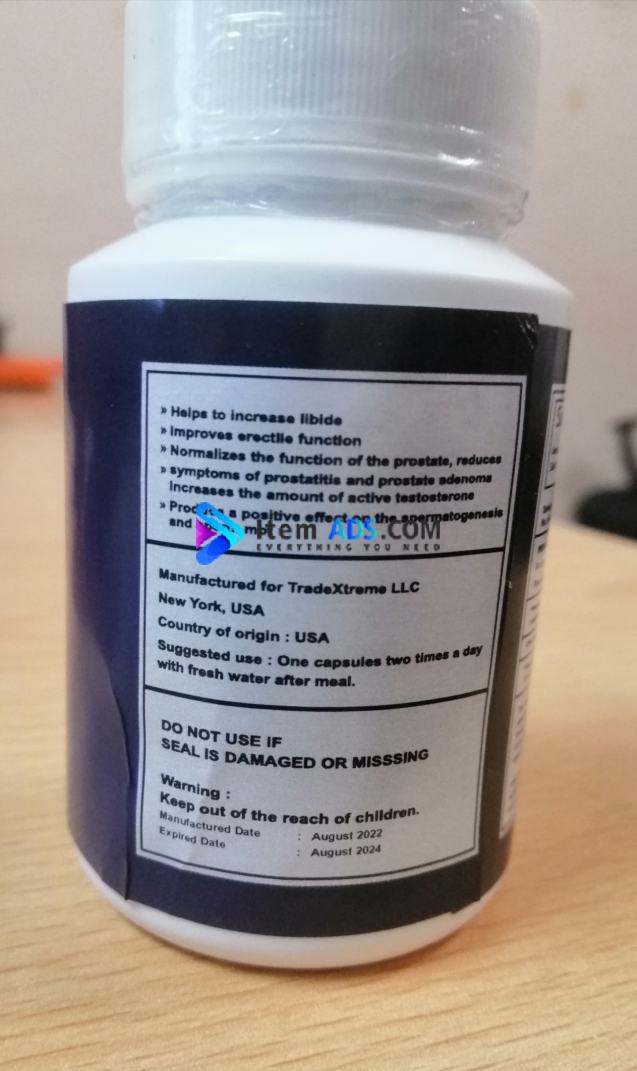 » Helps to increase libide
» Improves erectile function
» Normalizes the function of the prostate, reduces
» symptoms of prostatitis and prostate adenoma
Increases the amount of active testosterone
» a positive effect on the spermatogenesis
and
Item ADS.COM
EVERYTHING YOU NEED
Manufactured for TradeXtreme LLC
New York, USA
Country of origin : USA
Suggested use : One capsules two times a day
with fresh water after meal.
DO NOT USE IF
SEAL IS DAMAGED OR MISSSING
Warning :
Keep out of the reach of children.
Manufactured Date : August 2022
Expired Date : August 2024